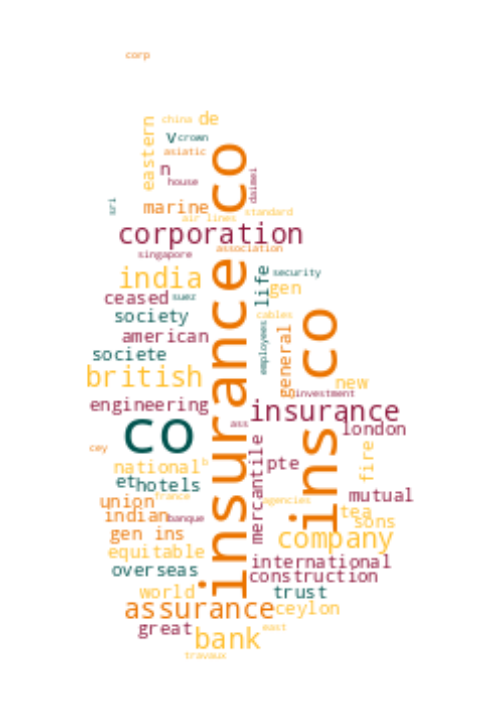 corp
china de
eastern
v crown
asiatic
n
house
insurance co
daimei
sri
marine
standard
air lines
corporation
association
singapore
security
india
life
gen
ceased suez
society
cables
ins co
american
employees
general
societe
british
new
investment
engineering
insurance
co
ass
london
cey
mercantile
pte
fire
national b
et hotels
mutual
union france
agencies
tea
indian banque
sons
gen ins
company
equitable
international
overseas
construction
world
trust
assurance ceylon
great
east
bank
travaux